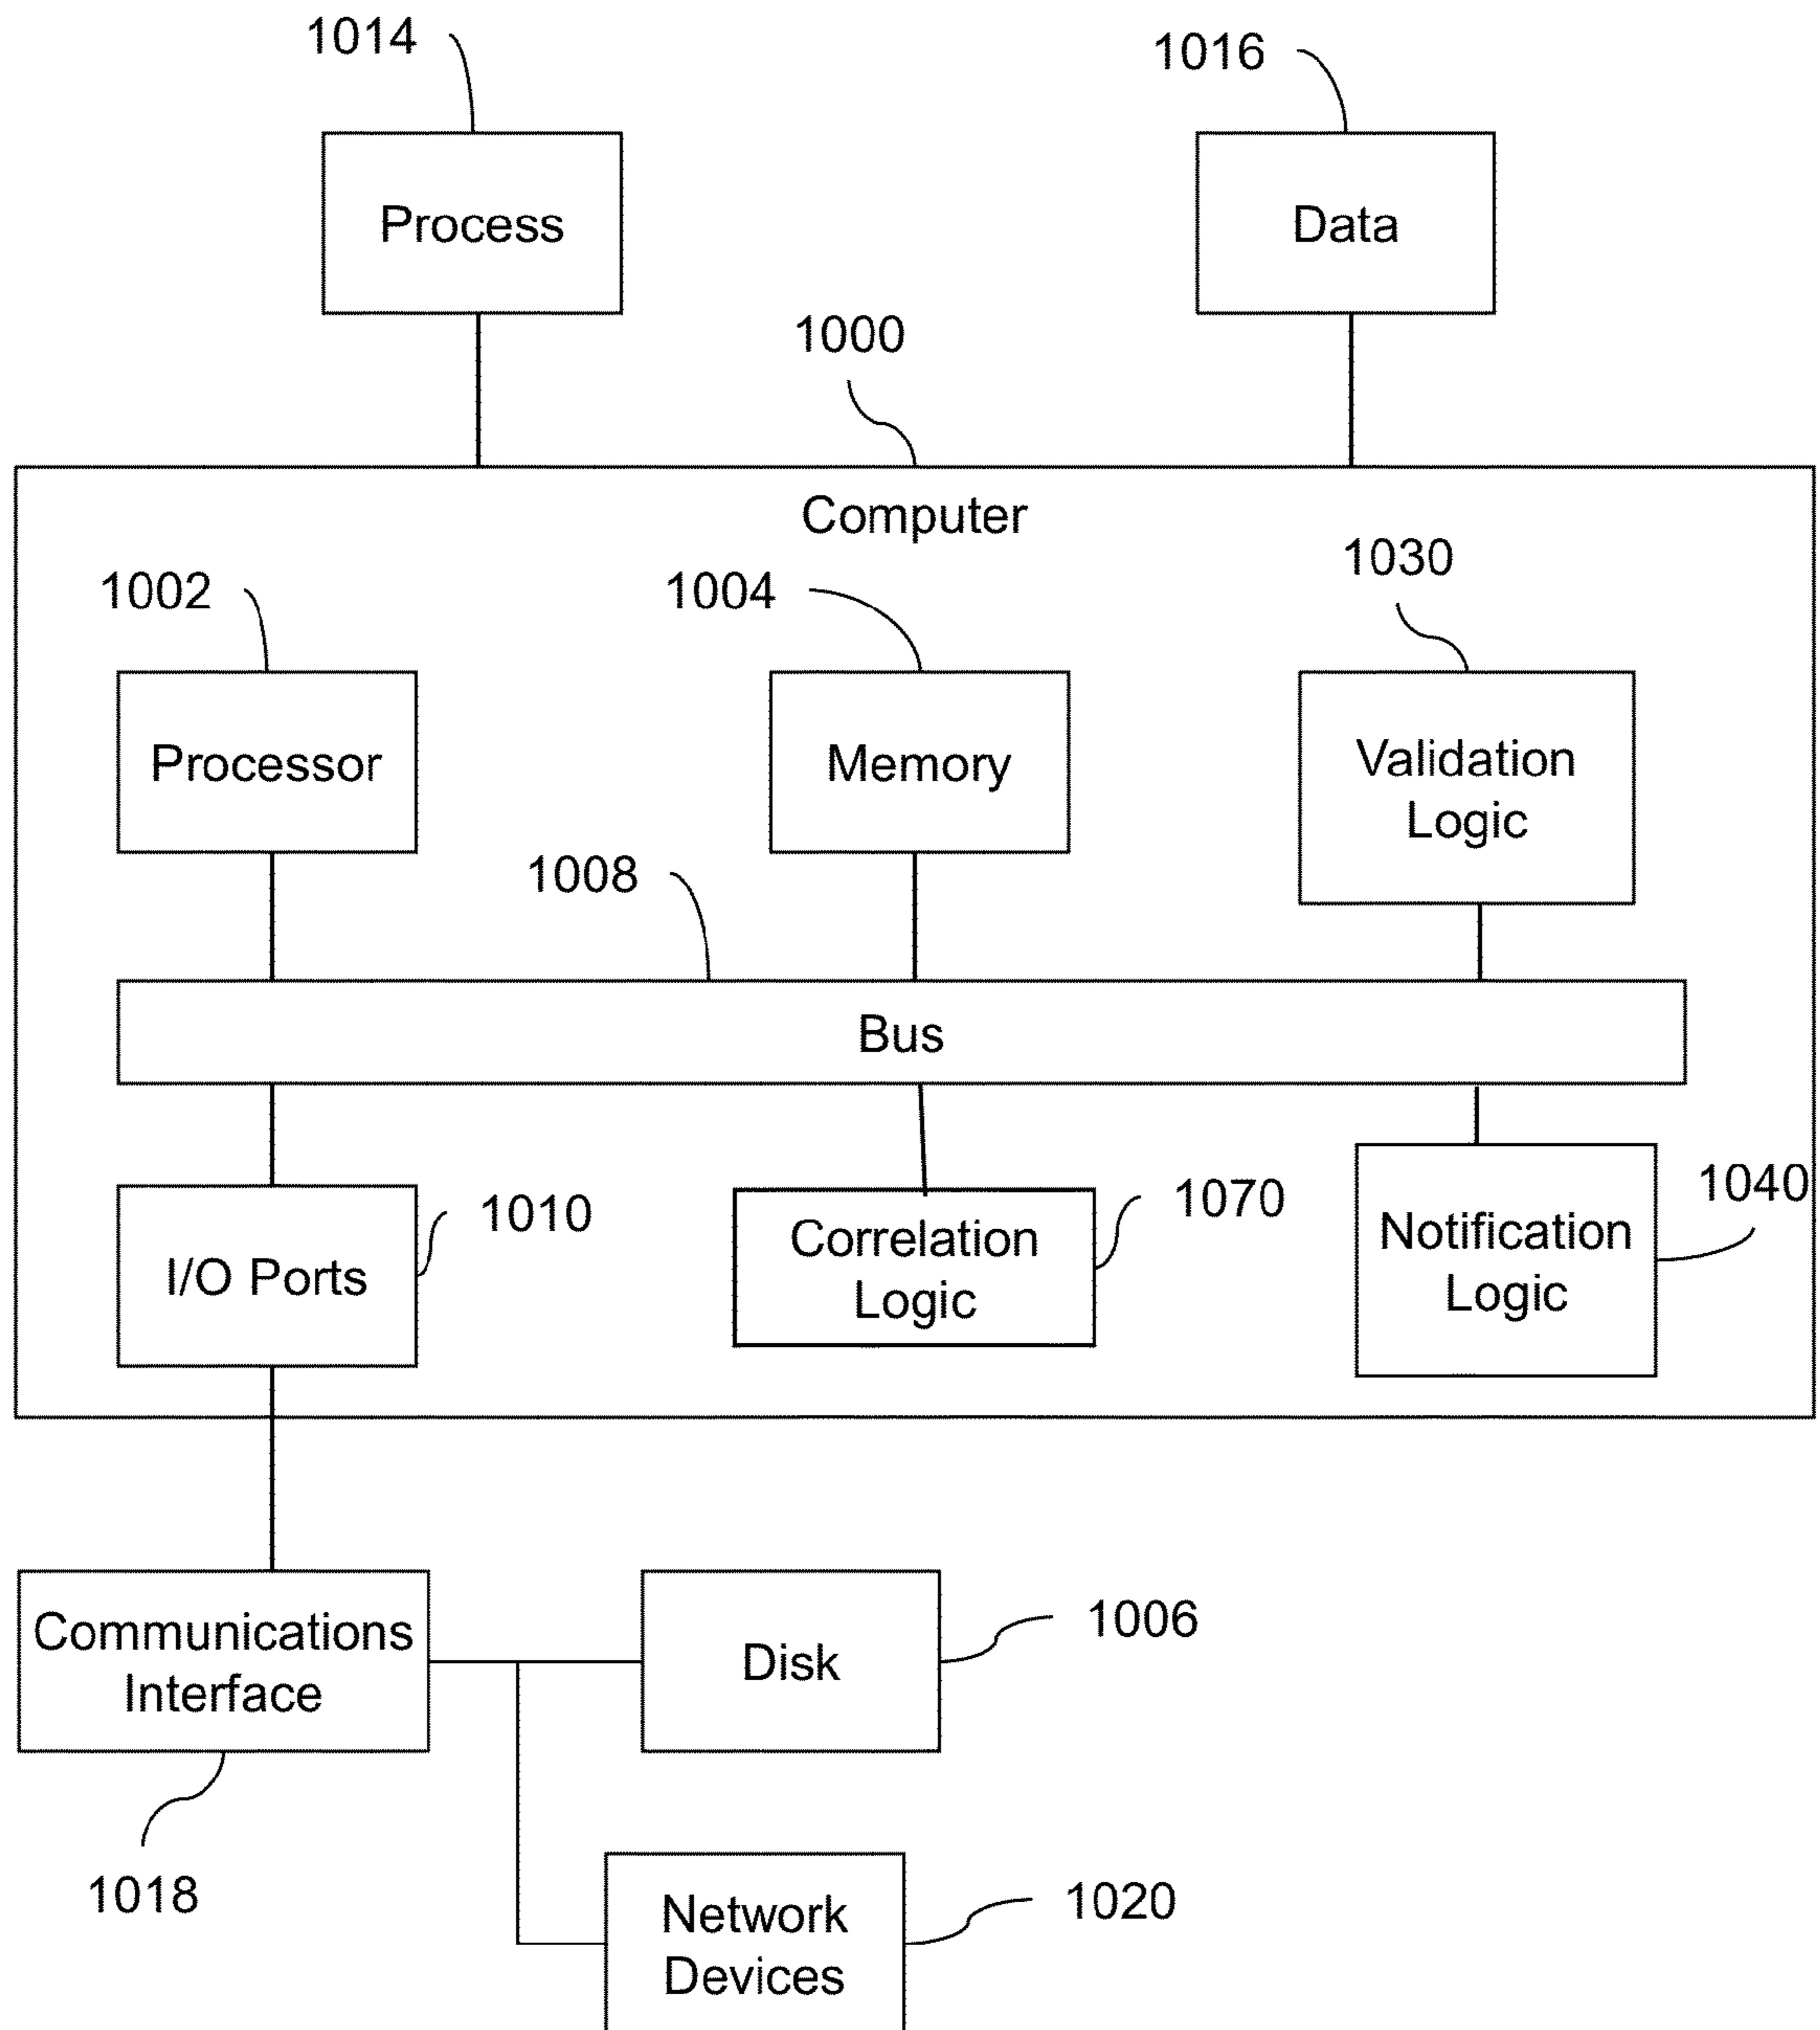 1014
1016
Process
Data
1000
Computer
1002
1004
1030
Processor
Memory
Validation
Logic
1008
Bus
1010
1070
1040
I/O Ports
Correlation
Logic
Notification
Logic
Communications
Interface
Disk
1006
1018
Network
Devices
1020